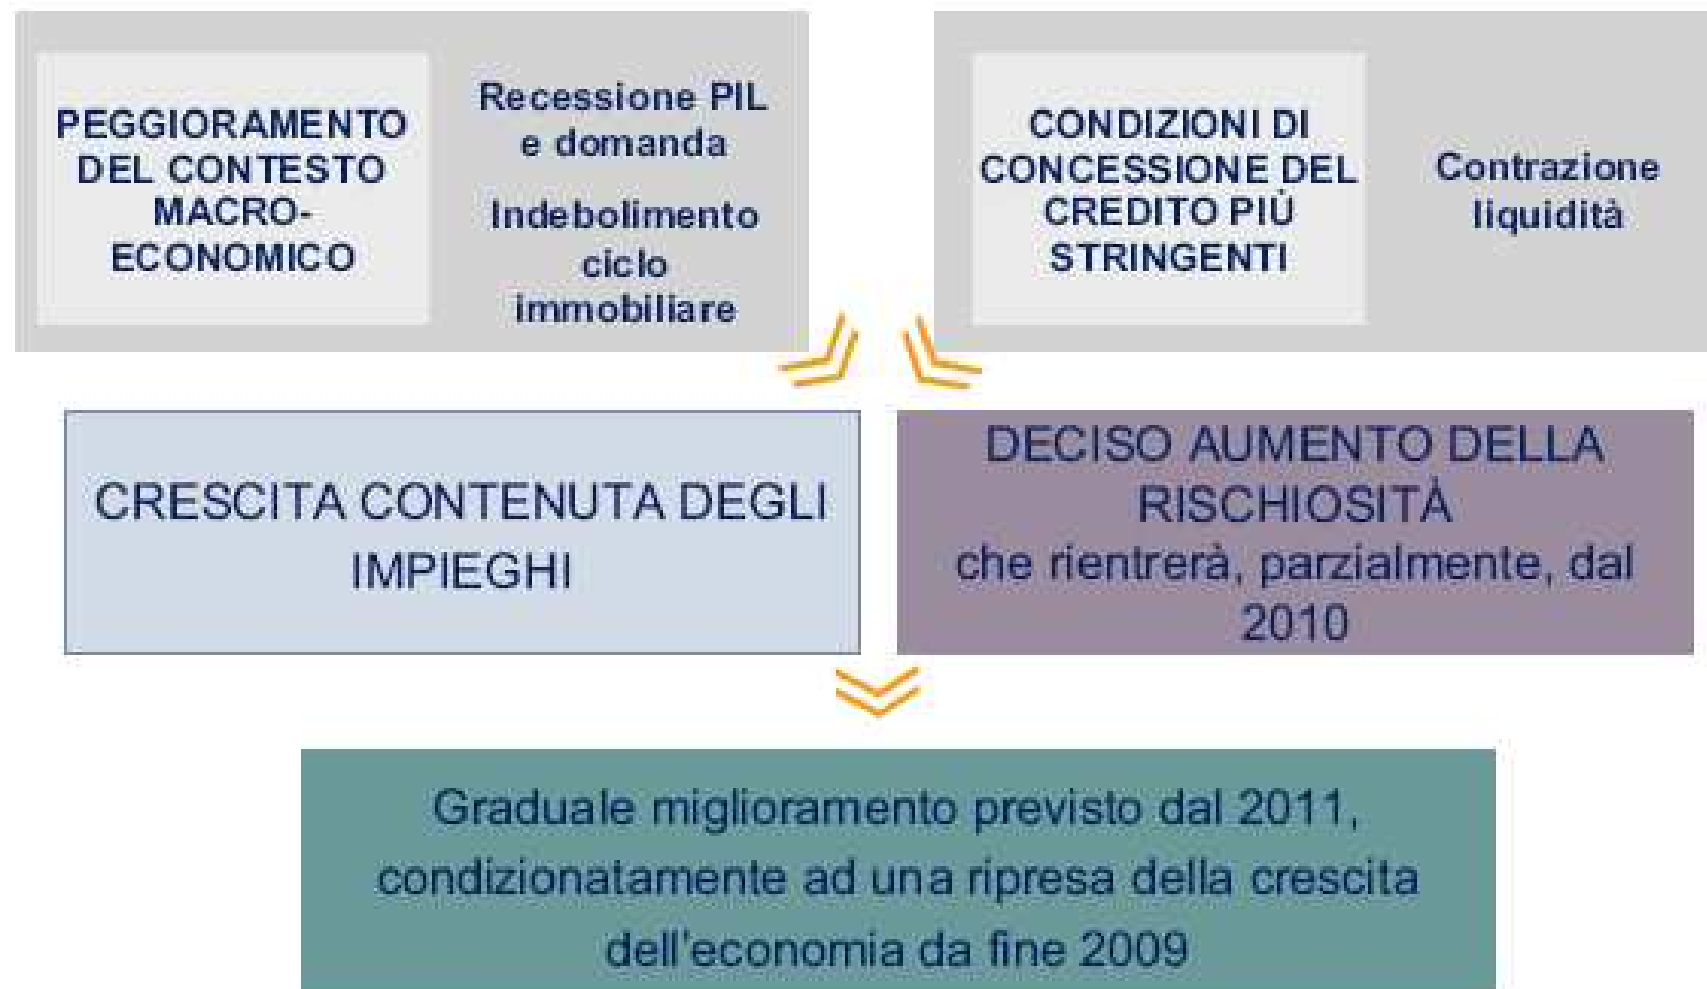 PEGGIORAMENTO
DEL CONTESTO
MACRO-
ECONOMICO
Recessione PIL
e domanda
Indebolimento
ciclo
immobiliare
CONDIZIONI DI
CONCESSIONE DEL
CREDITO PIÙ
STRINGENTI
Contrazione
liquidità
CRESCITA CONTENUTA DEGLI
IMPIEGHI
DECISO AUMENTO DELLA
RISCHIOSITÀ
che rientrerà, parzialmente, dal
2010
Graduale miglioramento previsto dal 2011,
condizionatamente ad una ripresa della crescita
dell'economia da fine 2009